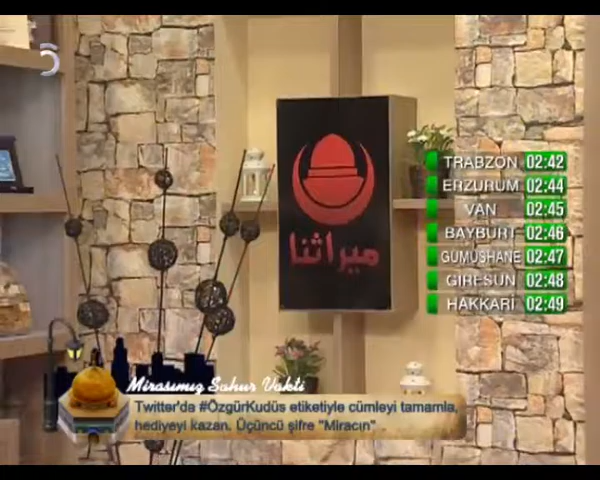 ميراثنا
TRABZON 02:42
ERZURUM 02:44
VAN 02:45
BAYBURT 02:46
GÜMÜŞHANE 02:47
GİRESUN 02:48
HAKKARİ 02:49
Mirasımız Sahur Vakti
Twitter'da #ÖzgürKudüs etiketiyle cümleyi tamamla,
hediyeyi kazan. Üçüncü şifre "Miracın"